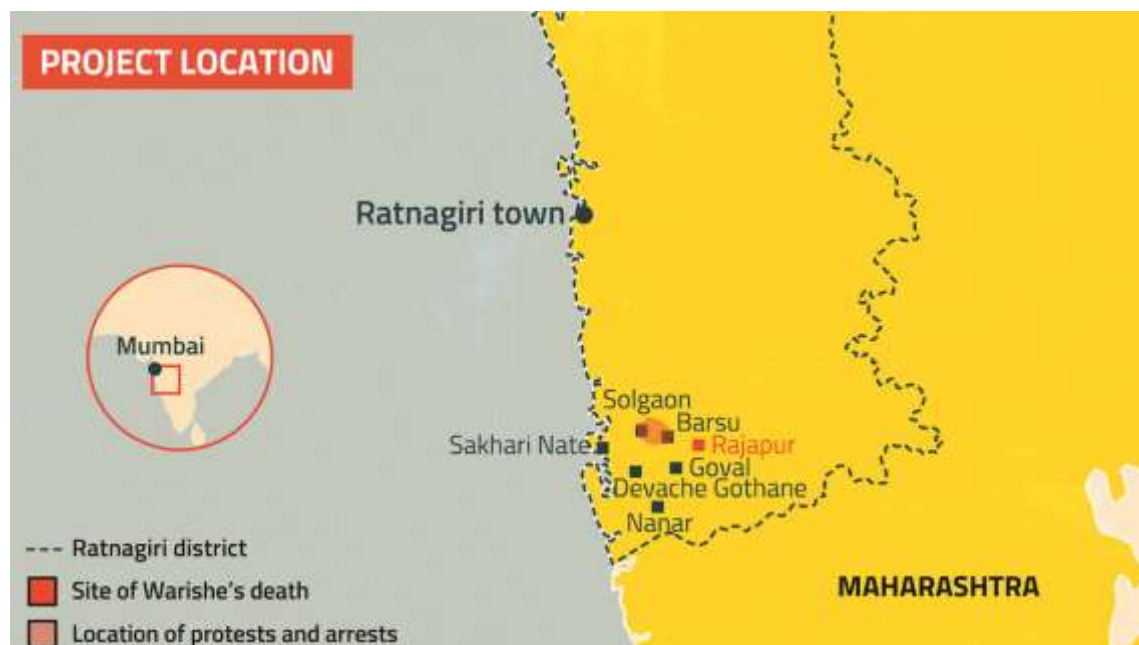 PROJECT LOCATION
Ratnagiri town
Mumbai
Solgaon
Barsu
Sakhari Nate
Rajapur
Goval
Devache Gothane
Nanar
Ratnagiri district
Site of Warishe's death
MAHARASHTRA
Location of protests and arrests